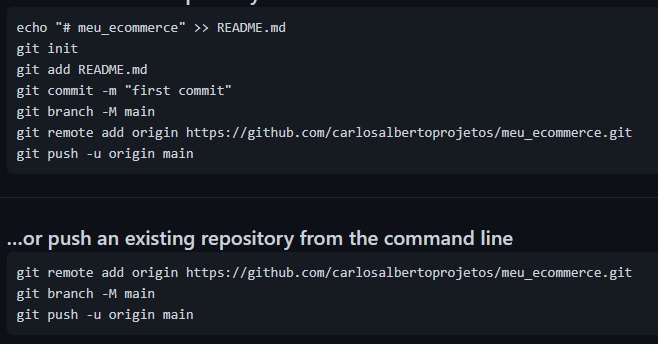 echo "# meu_ecommerce" >> README.md
git init
git add README.md
git commit -m "first commit"
git branch -M main
git remote add origin https://github.com/carlosalbertoprojetos/meu_ecommerce.git
git push -u origin main
...or push an existing repository from the command line
git remote add origin https://github.com/carlosalbertoprojetos/meu_ecommerce.git
git branch -M main
git push -u origin main